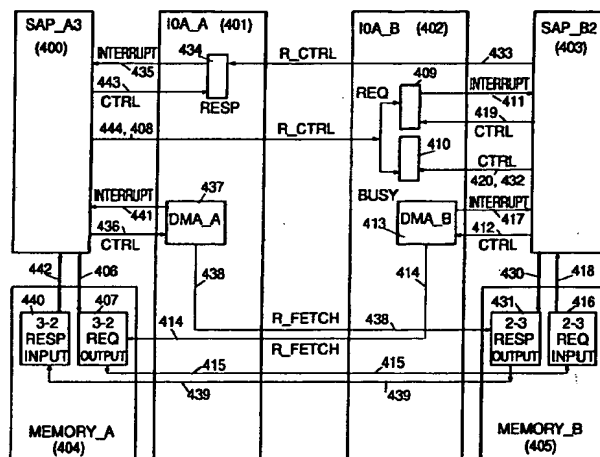 SAP_A3
(400)
I0A_A (401)
I0A_B (402)
SAP_B2
(403)
INTERRUPT
435
434
RESP
443
CTRL
R_CTRL
433
REQ
409
INTERRUPT
411
419
CTRL
444, 408
R_CTRL
410
CTRL
420, 432
BUSY
INTERRUPT
441
437
DMA_A
436
CTRL
413
DMA_B
INTERRUPT
417
412
CTRL
442
406
438
414
430
418
440
3-2
RESP
INPUT
407
3-2
REQ
OUTPUT
414
R_FETCH
438
R_FETCH
431
2-3
RESP
OUTPUT
416
2-3
REQ
INPUT
415
415
439
439
MEMORY_A
(404)
MEMORY_B
(405)